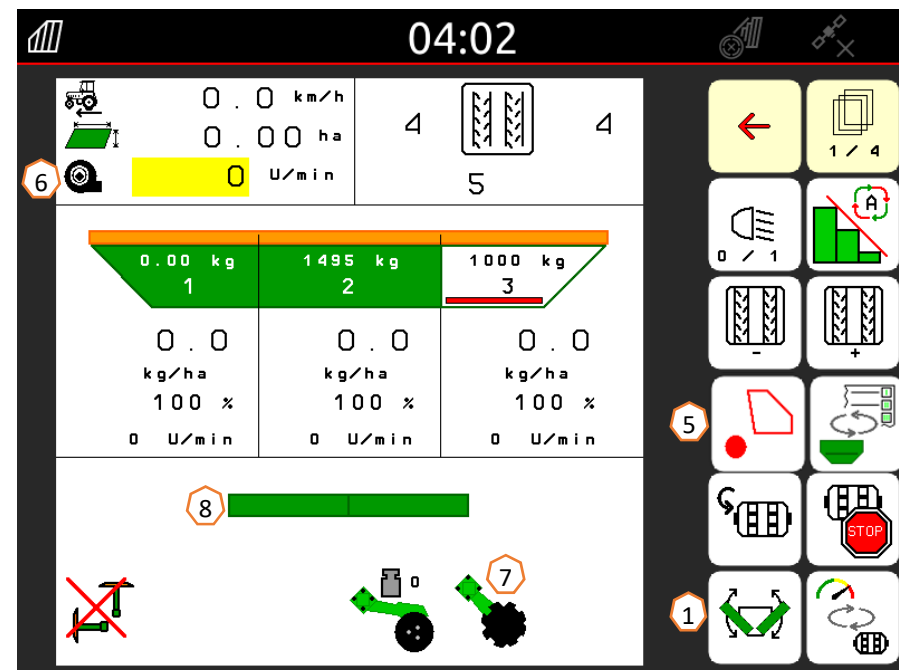 04:02
0.0 km/h
0.00 ha
6 0 U/min
4 4
5
1 / 4
0 / 1
A
- +
0.00 kg 1495 kg 1000 kg
1 2 3
0.0 0.0 0.0
kg/ha kg/ha kg/ha
100 % 100 % 100 %
0 U/min 0 U/min 0 U/min
5
8
STOP
0
7
1